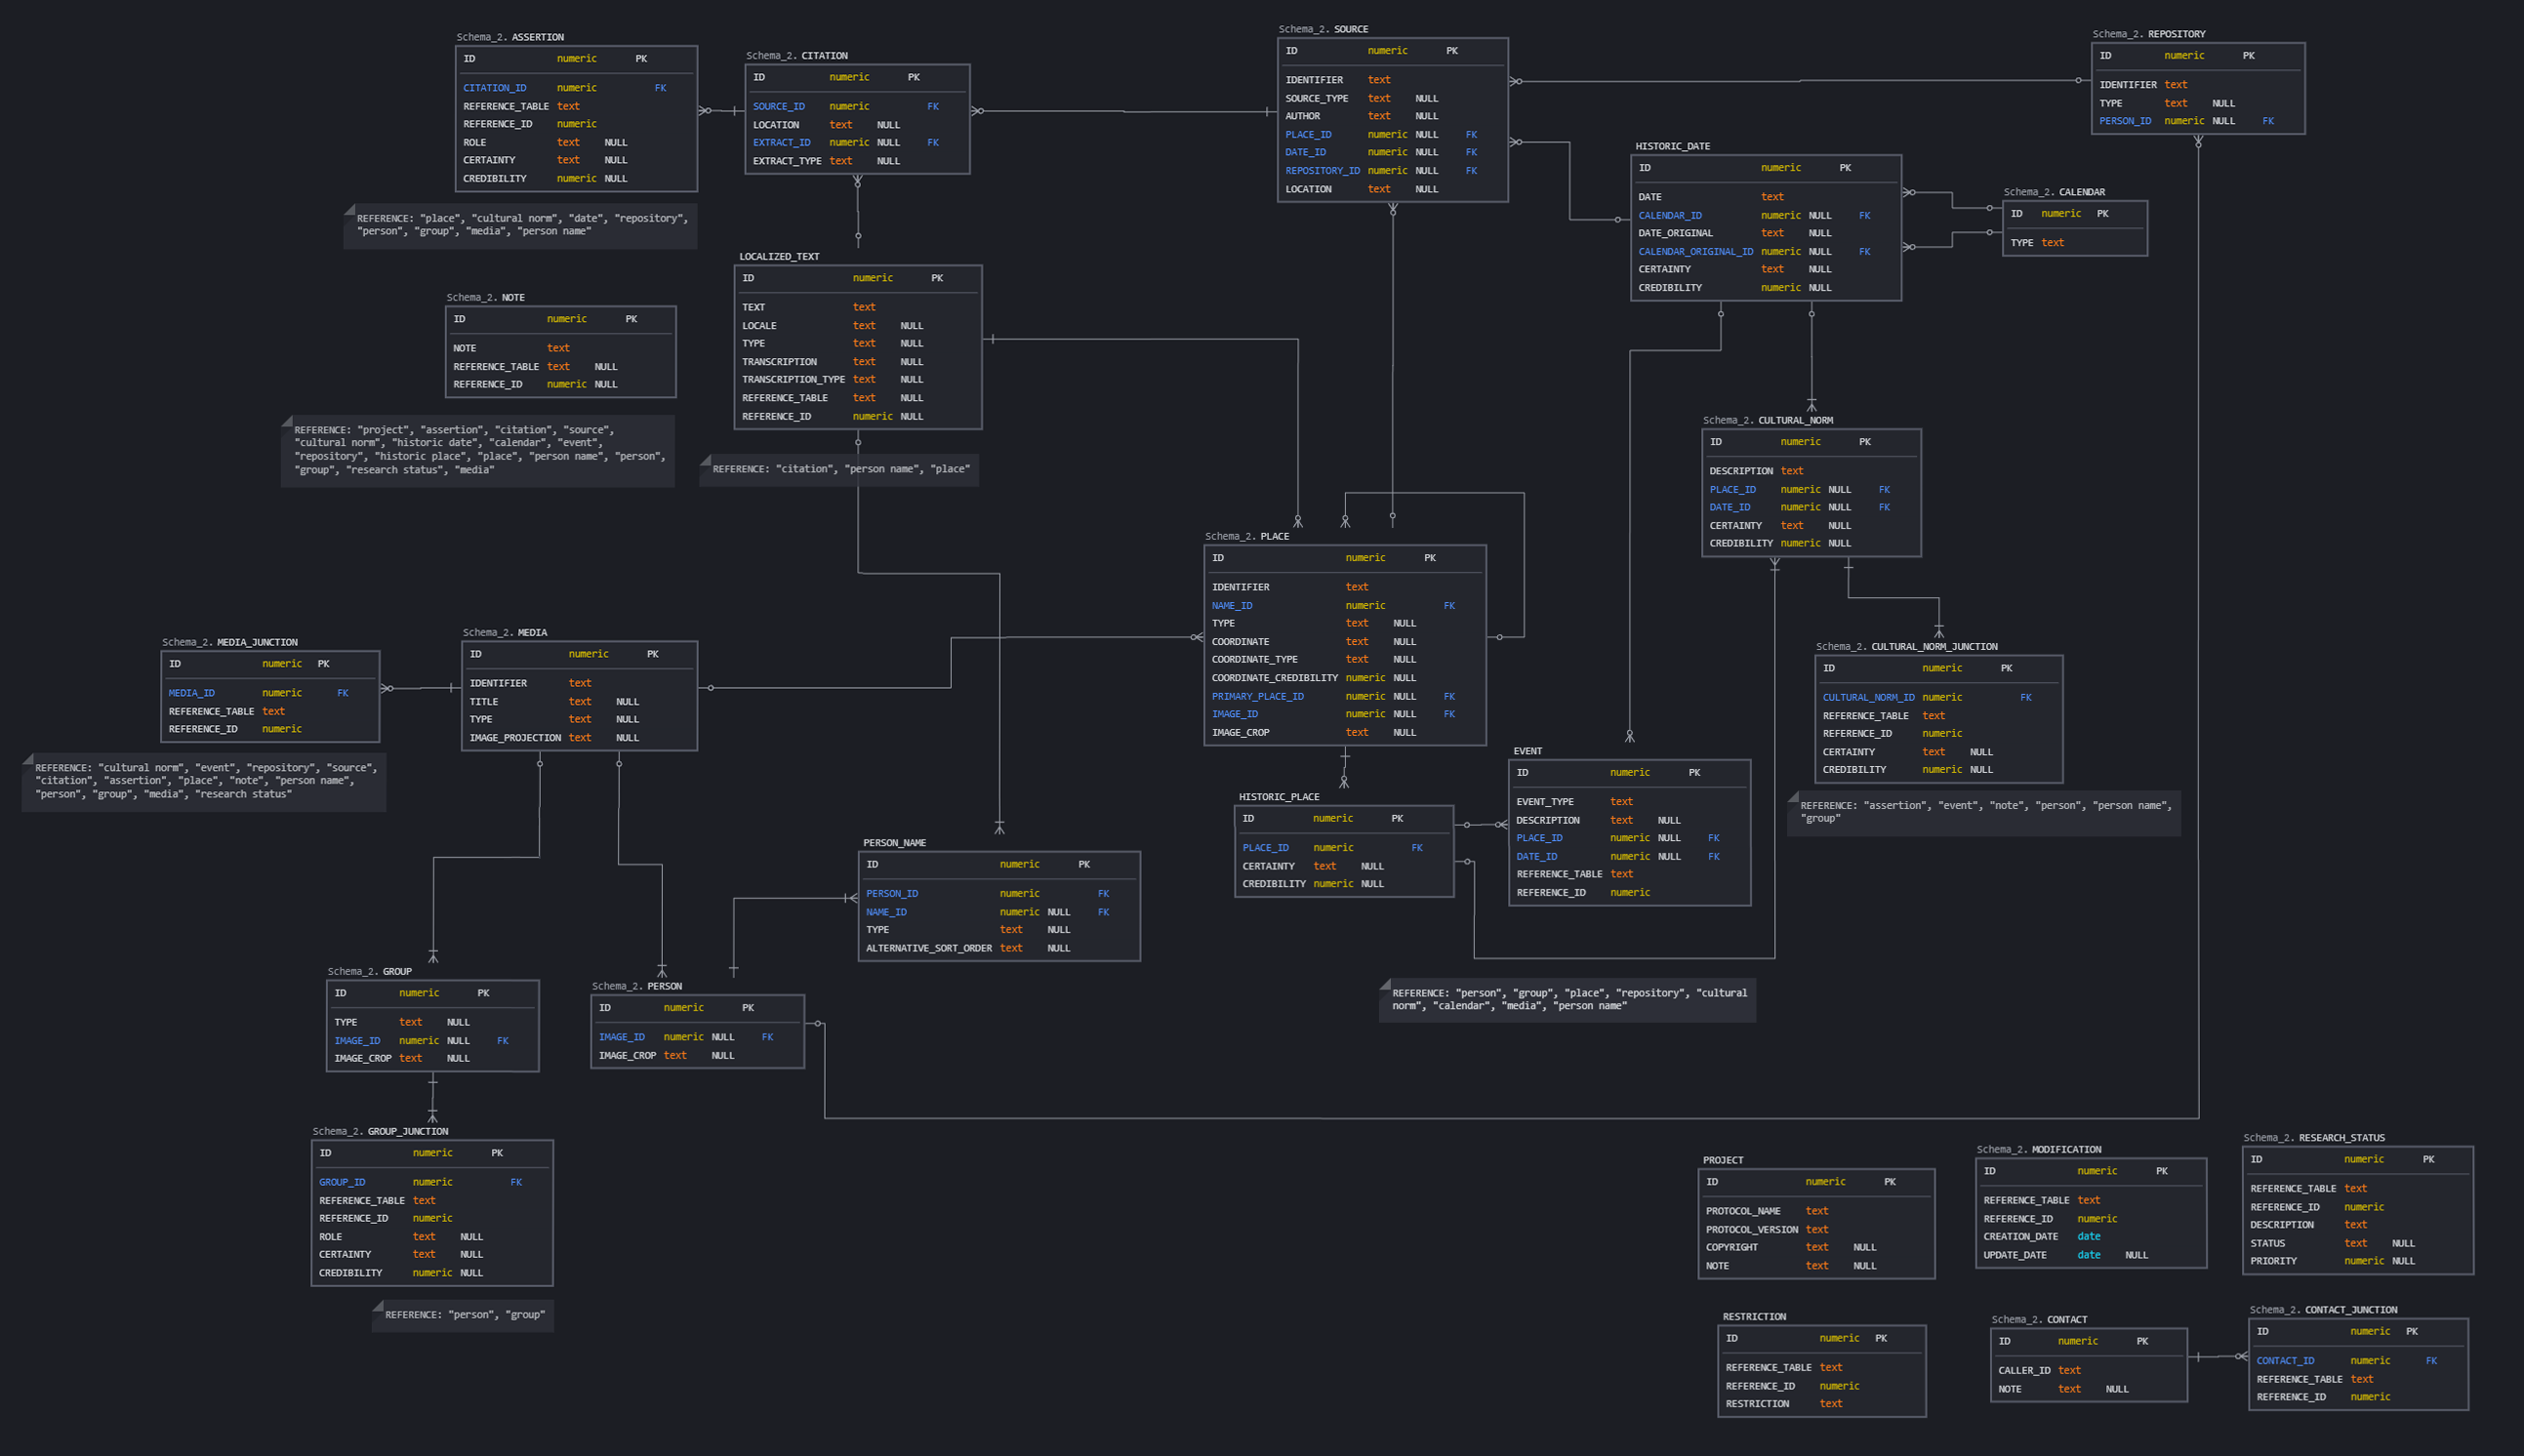 Schema_2. ASSERTION
ID numeric PK
CITATION_ID numeric FK
REFERENCE_TABLE text
REFERENCE_ID numeric
ROLE text NULL
CERTAINTY text NULL
CREDIBILITY numeric NULL
REFERENCE: "place", "cultural norm", "date", "repository",
"person", "group", "media", "person name"
Schema_2. CITATION
ID numeric PK
SOURCE_ID numeric FK
LOCATION text NULL
EXTRACT_ID numeric NULL FK
EXTRACT_TYPE text NULL
Schema_2. SOURCE
ID numeric PK
IDENTIFIER text
SOURCE_TYPE text NULL
AUTHOR text NULL
PLACE_ID numeric NULL FK
DATE_ID numeric NULL FK
REPOSITORY_ID numeric NULL FK
LOCATION text NULL
Schema_2. REPOSITORY
ID numeric PK
IDENTIFIER text
TYPE text NULL
PERSON_ID numeric NULL FK
HISTORIC_DATE
ID numeric PK
DATE text
CALENDAR_ID numeric NULL FK
DATE_ORIGINAL text NULL
CALENDAR_ORIGINAL_ID numeric NULL FK
CERTAINTY text NULL
CREDIBILITY numeric NULL
Schema_2. CALENDAR
ID numeric PK
TYPE text
LOCALIZED_TEXT
ID numeric PK
TEXT text
LOCALE text NULL
TYPE text NULL
TRANSCRIPTION text NULL
TRANSCRIPTION_TYPE text NULL
REFERENCE_TABLE text NULL
REFERENCE_ID numeric NULL
REFERENCE: "citation", "person name", "place"
Schema_2. NOTE
ID numeric PK
NOTE text
REFERENCE_TABLE text NULL
REFERENCE_ID numeric NULL
REFERENCE: "project", "assertion", "citation", "source",
"cultural norm", "historic date", "calendar", "event",
"repository", "historic place", "place", "person name", "person",
"group", "research status", "media"
Schema_2. CULTURAL_NORM
ID numeric PK
DESCRIPTION text
PLACE_ID numeric NULL FK
DATE_ID numeric NULL FK
CERTAINTY text NULL
CREDIBILITY numeric NULL
Schema_2. PLACE
ID numeric PK
IDENTIFIER text
NAME_ID numeric FK
TYPE text NULL
COORDINATE text NULL
COORDINATE_TYPE text NULL
COORDINATE_CREDIBILITY numeric NULL
PRIMARY_PLACE_ID numeric NULL FK
IMAGE_ID numeric NULL FK
IMAGE_CROP text NULL
Schema_2. MEDIA_JUNCTION
ID numeric PK
MEDIA_ID numeric FK
REFERENCE_TABLE text
REFERENCE_ID numeric
REFERENCE: "cultural norm", "event", "repository", "source",
"citation", "assertion", "place", "note", "person name",
"person", "group", "media", "research status"
Schema_2. MEDIA
ID numeric PK
IDENTIFIER text
TITLE text NULL
TYPE text NULL
IMAGE_PROJECTION text NULL
Schema_2. CULTURAL_NORM_JUNCTION
ID numeric PK
CULTURAL_NORM_ID numeric FK
REFERENCE_TABLE text
REFERENCE_ID numeric
CERTAINTY text NULL
CREDIBILITY numeric NULL
REFERENCE: "assertion", "event", "note", "person", "person name",
"group"
EVENT
ID numeric PK
EVENT_TYPE text
DESCRIPTION text NULL
PLACE_ID numeric NULL FK
DATE_ID numeric NULL FK
REFERENCE_TABLE text
REFERENCE_ID numeric
REFERENCE: "person", "group", "place", "repository", "cultural
norm", "calendar", "media", "person name"
HISTORIC_PLACE
ID numeric PK
PLACE_ID numeric FK
CERTAINTY text NULL
CREDIBILITY numeric NULL
PERSON_NAME
ID numeric PK
PERSON_ID numeric FK
NAME_ID numeric NULL FK
TYPE text NULL
ALTERNATIVE_SORT_ORDER text NULL
Schema_2. GROUP
ID numeric PK
TYPE text NULL
IMAGE_ID numeric NULL FK
IMAGE_CROP text NULL
Schema_2. PERSON
ID numeric PK
IMAGE_ID numeric NULL FK
IMAGE_CROP text NULL
Schema_2. GROUP_JUNCTION
ID numeric PK
GROUP_ID numeric FK
REFERENCE_TABLE text
REFERENCE_ID numeric
ROLE text NULL
CERTAINTY text NULL
CREDIBILITY numeric NULL
REFERENCE: "person", "group"
PROJECT
ID numeric PK
PROTOCOL_NAME text
PROTOCOL_VERSION text
COPYRIGHT text NULL
NOTE text NULL
Schema_2. MODIFICATION
ID numeric PK
REFERENCE_TABLE text
REFERENCE_ID numeric
CREATION_DATE date
UPDATE_DATE date NULL
Schema_2. RESEARCH_STATUS
ID numeric PK
REFERENCE_TABLE text
REFERENCE_ID numeric
DESCRIPTION text
STATUS text NULL
PRIORITY numeric NULL
RESTRICTION
ID numeric PK
REFERENCE_TABLE text
REFERENCE_ID numeric
RESTRICTION text
Schema_2. CONTACT
ID numeric PK
CALLER_ID text
NOTE text NULL
Schema_2. CONTACT_JUNCTION
ID numeric PK
CONTACT_ID numeric FK
REFERENCE_TABLE text
REFERENCE_ID numeric